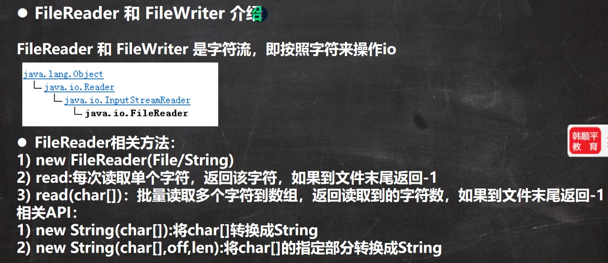 ● FileReader 和 FileWriter 介绍
FileReader 和 FileWriter 是字符流，即按照字符来操作io
java.lang.Object
java.io.Reader
java.io.InputStreamReader
java.io.FileReader
● FileReader相关方法：
1) new FileReader(File/String)
2) read:每次读取单个字符，返回该字符，如果到文件末尾返回-1
3) read(char[])：批量读取多个字符到数组，返回读取到的字符数，如果到文件末尾返回-1
相关API：
1) new String(char[]):将char[]转换成String
2) new String(char[],off,len):将char[]的指定部分转换成String
韩顺平
教育